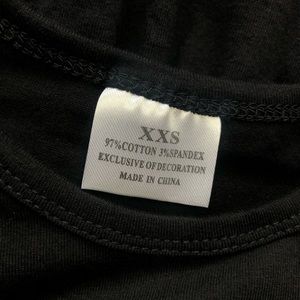 XXS
97%COTTON 3%SPANDEX
EXCLUSIVE OF DECORATION
MADE IN CHINA